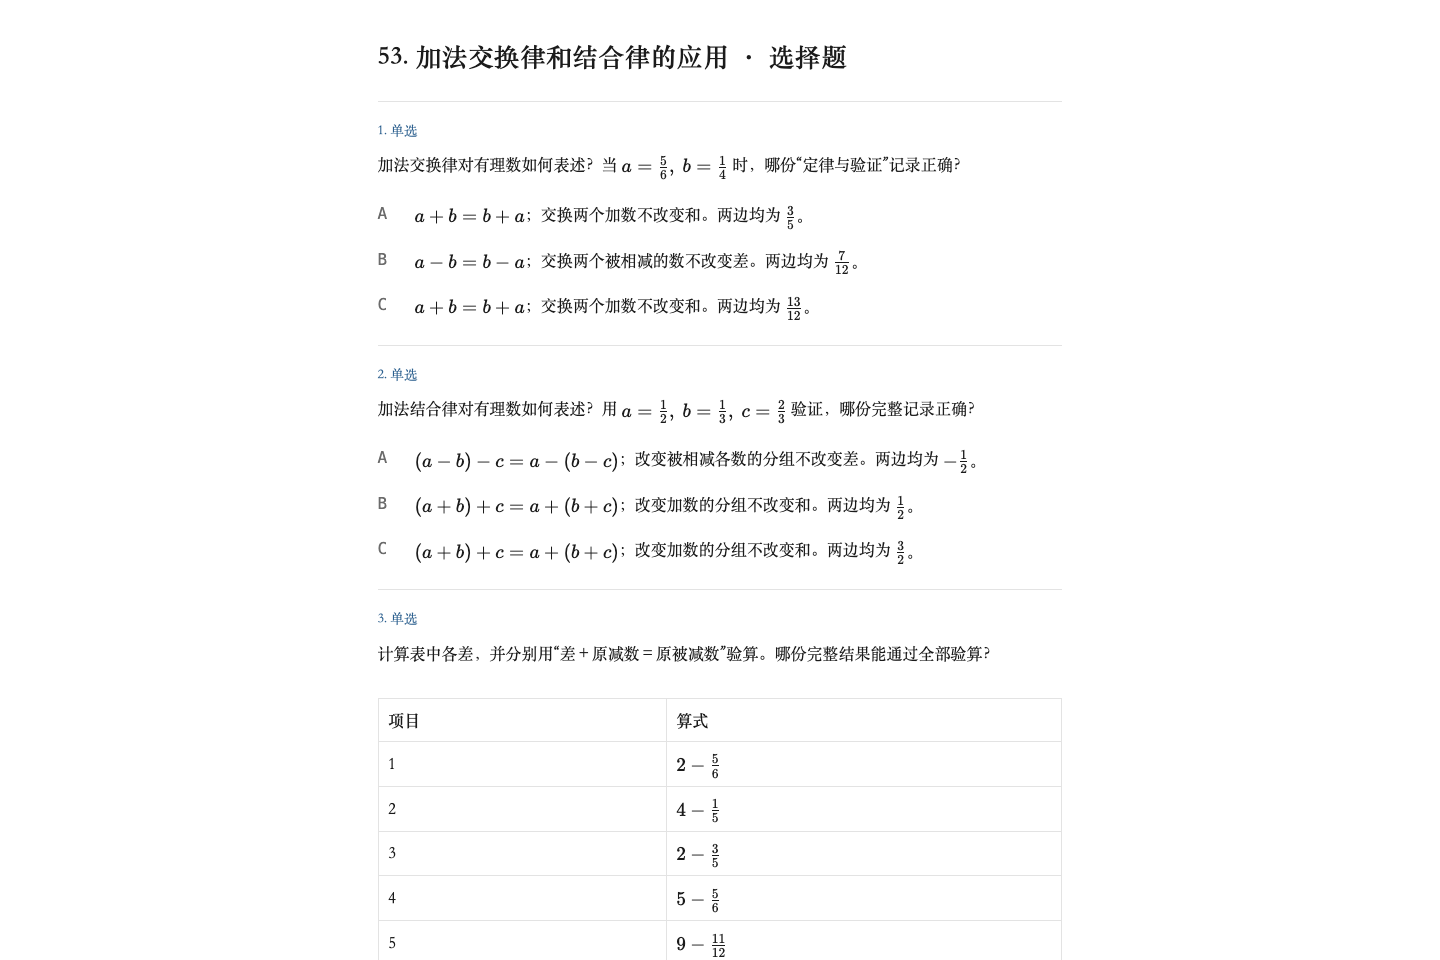 53. 加法交换律和结合律的应用 · 选择题
1. 单选
加法交换律对有理数如何表述？当 a = 5/6, b = 1/4 时，哪份“定律与验证”记录正确？
A a + b = b + a；交换两个加数不改变和。两边均为 3/5。
B a − b = b − a；交换两个被相减的数不改变差。两边均为 7/12。
C a + b = b + a；交换两个加数不改变和。两边均为 13/12。
2. 单选
加法结合律对有理数如何表述？用 a = 1/2, b = 1/3, c = 2/3 验证，哪份完整记录正确？
A (a − b) − c = a − (b − c)；改变被相减各数的分组不改变差。两边均为 −1/2。
B (a + b) + c = a + (b + c)；改变加数的分组不改变和。两边均为 1/2。
C (a + b) + c = a + (b + c)；改变加数的分组不改变和。两边均为 3/2。
3. 单选
计算表中各差，并分别用“差 + 原减数 = 原被减数”验算。哪份完整结果能通过全部验算？
项目 算式
1 2 − 5/6
2 4 − 1/5
3 2 − 3/5
4 5 − 5/6
5 9 − 11/12